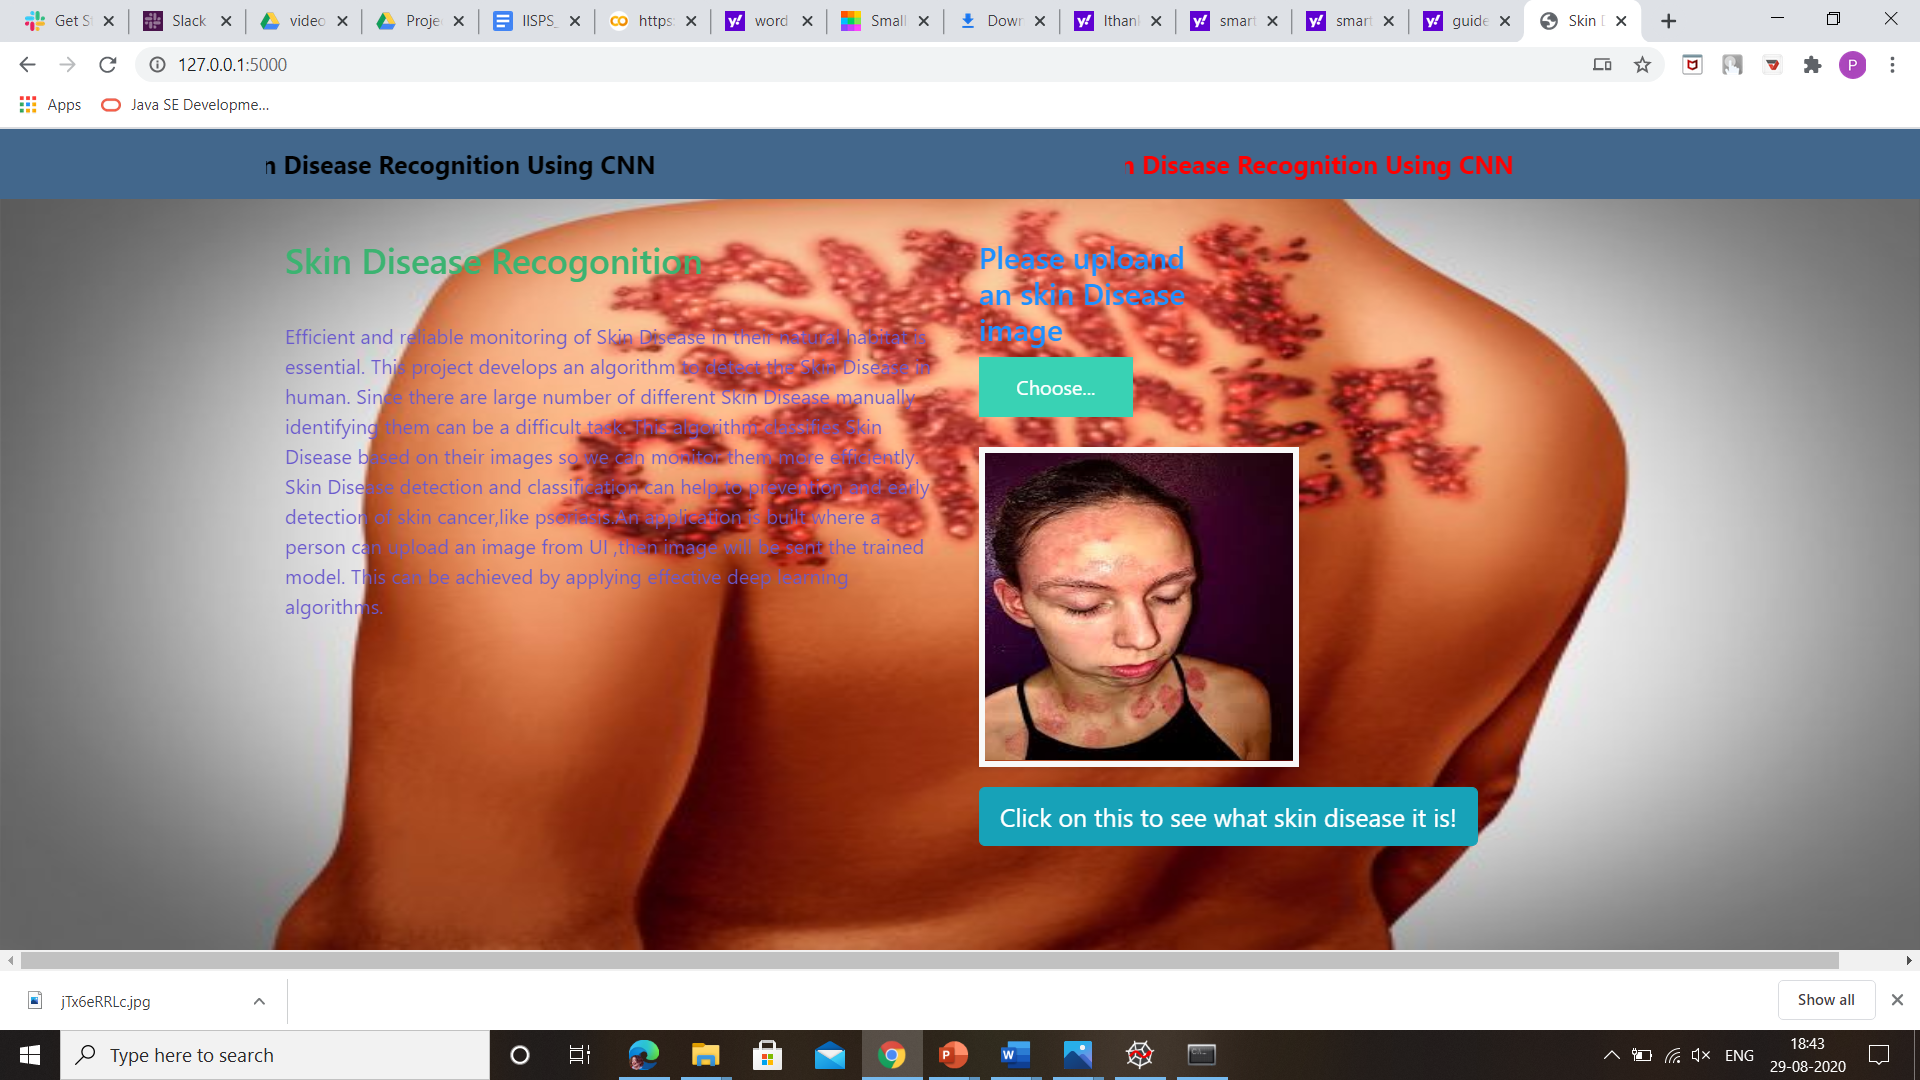 Get S
Slack
video
Proje
IISPS_
https:
word
Small
Down
Ithank
smart
smart
guide
Skin D
127.0.0.1:5000
P
Apps
Java SE Developme...
n Disease Recognition Using CNN
n Disease Recognition Using CNN
SKIN
CANCER
Skin Disease Recogonition
Efficient and reliable monitoring of Skin Disease in their natural habitat is
essential. This project develops an algorithm to detect the Skin Disease in
human. Since there are large number of different Skin Disease manually
identifying them can be a difficult task. This algorithm classifies Skin
Disease based on their images so we can monitor them more efficiently.
Skin Disease detection and classification can help to prevention and early
detection of skin cancer,like psoriasis.An application is built where a
person can upload an image from UI ,then image will be sent the trained
model. This can be achieved by applying effective deep learning
algorithms.
Please uploand
an skin Disease
image
Choose...
Click on this to see what skin disease it is!
jTx6eRRLc.jpg
Show all
Type here to search
ENG
18:43
29-08-2020